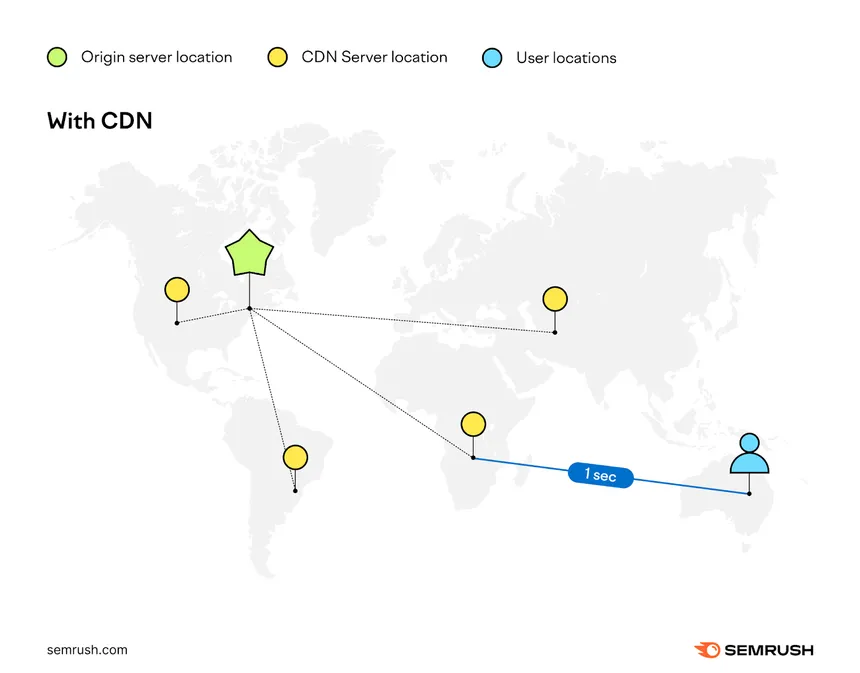 Origin server location
CDN Server location
User locations
With CDN
1 sec
semrush.com
SEMRUSH